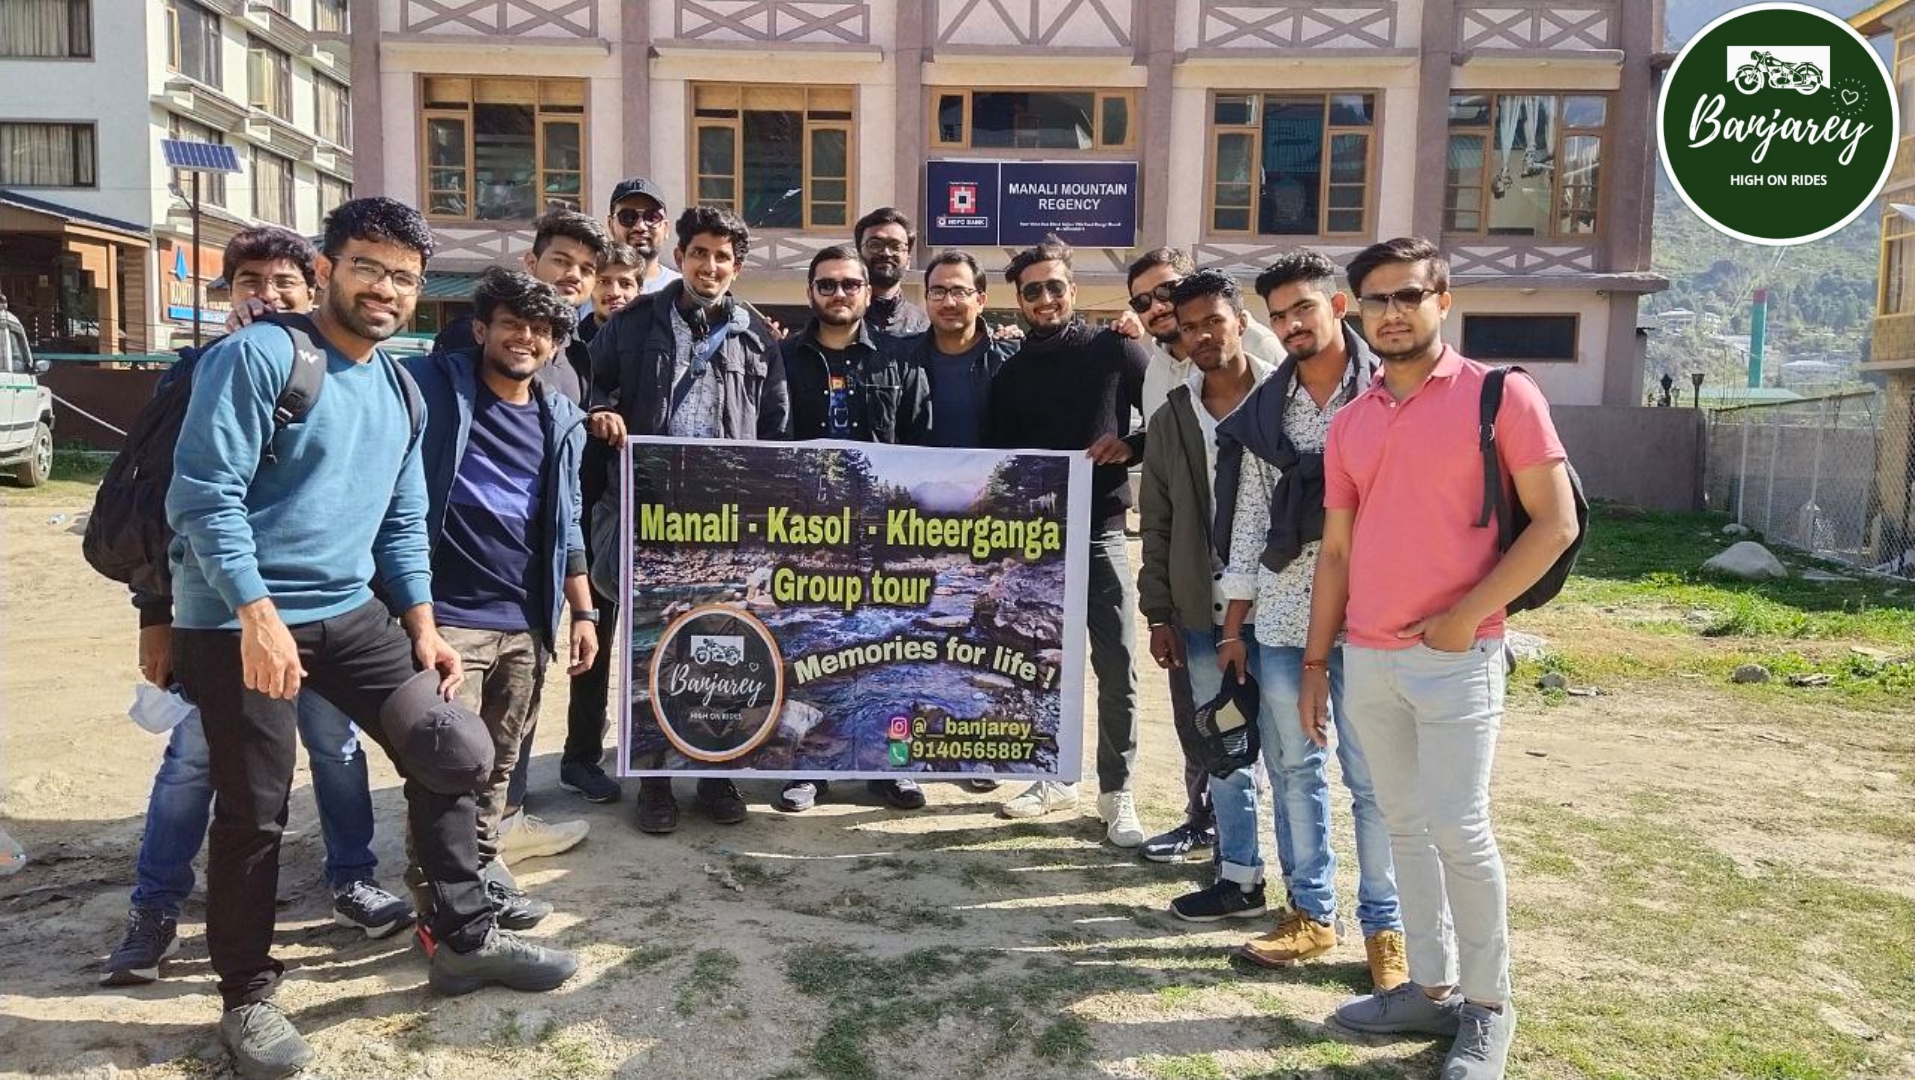 Banjarey
HIGH ON RIDES
MANALI MOUNTAIN
REGENCY
HDFC BANK
Manali · Kasol · Kheerganga
Group tour
Memories for life !
Banjarey
HIGH ON RIDES
@__banjarey__
9140565887